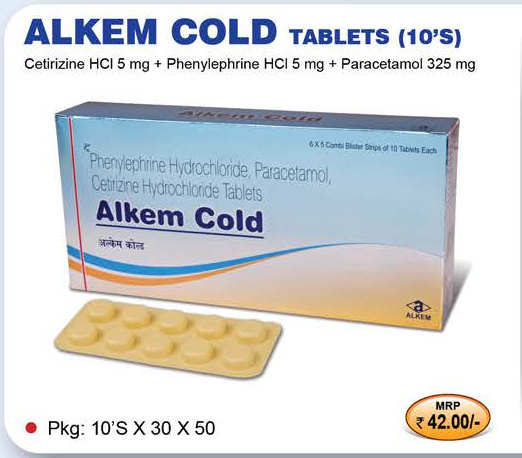 ALKEM COLD TABLETS (10'S)
Cetirizine HCl 5 mg + Phenylephrine HCl 5 mg + Paracetamol 325 mg
Alkem Cold
6 X 5 Combi Blister Strips of 10 Tablets Each
Phenylephrine Hydrochloride, Paracetamol,
Cetirizine Hydrochloride Tablets
Alkem Cold
अल्केम कोल्ड
a
ALKEM
MRP
₹ 42.00/-
Pkg: 10'S X 30 X 50